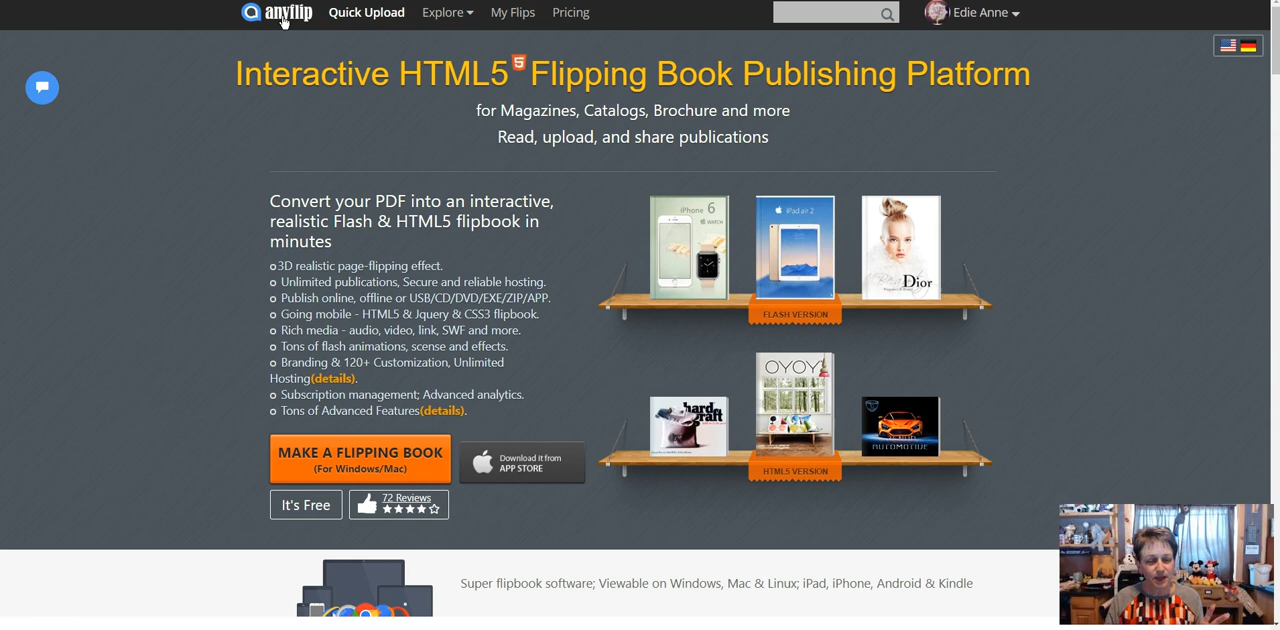 anyflip Quick Upload Explore My Flips Pricing Edie Anne
Interactive HTML5 5 Flipping Book Publishing Platform
for Magazines, Catalogs, Brochure and more
Read, upload, and share publications
Convert your PDF into an interactive,
realistic Flash & HTML5 flipbook in
minutes
3D realistic page-flipping effect.
Unlimited publications, Secure and reliable hosting.
Publish online, offline or USB/CD/DVD/EXE/ZIP/APP.
Going mobile - HTML5 & Jquery & CSS3 flipbook.
Rich media - audio, video, link, SWF and more.
Tons of flash animations, scense and effects.
Branding & 120+ Customization, Unlimited
Hosting(details).
Subscription management; Advanced analytics.
Tons of Advanced Features(details).
MAKE A FLIPPING BOOK
(For Windows/Mac)
Download it from
APP STORE
It's Free
72 Reviews
iPhone 6
WATCH
iPad air 2
Dior
FLASH VERSION
hard
graft
OYOY
AUTOMOTIVE
HTML5 VERSION
Super flipbook software; Viewable on Windows, Mac & Linux; iPad, iPhone, Android & Kindle